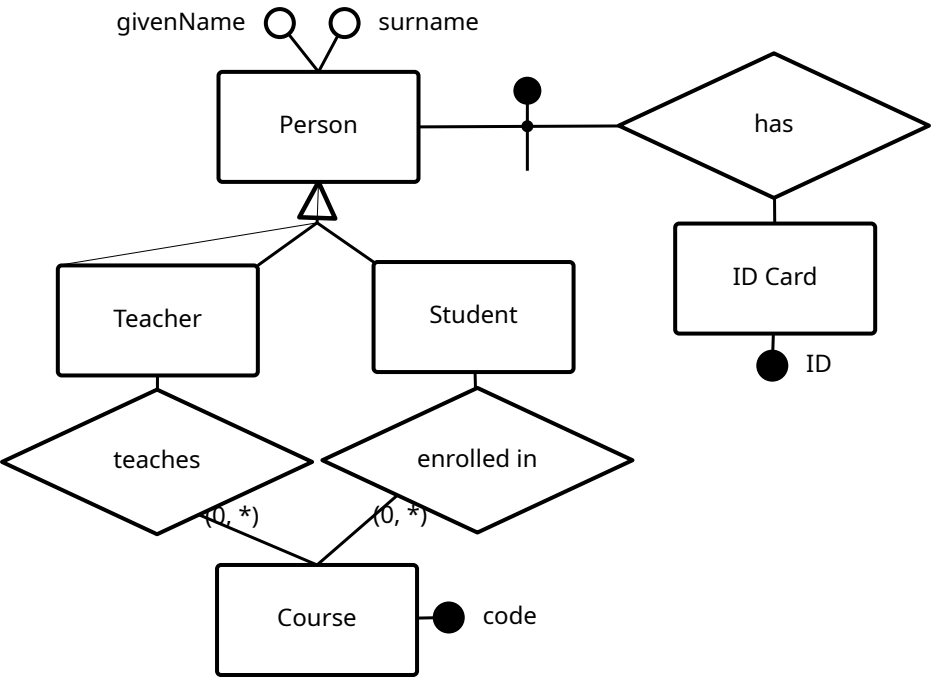 givenName
surname
Person
has
ID Card
Teacher
Student
ID
teaches
enrolled in
(0, *)
(0, *)
Course
code